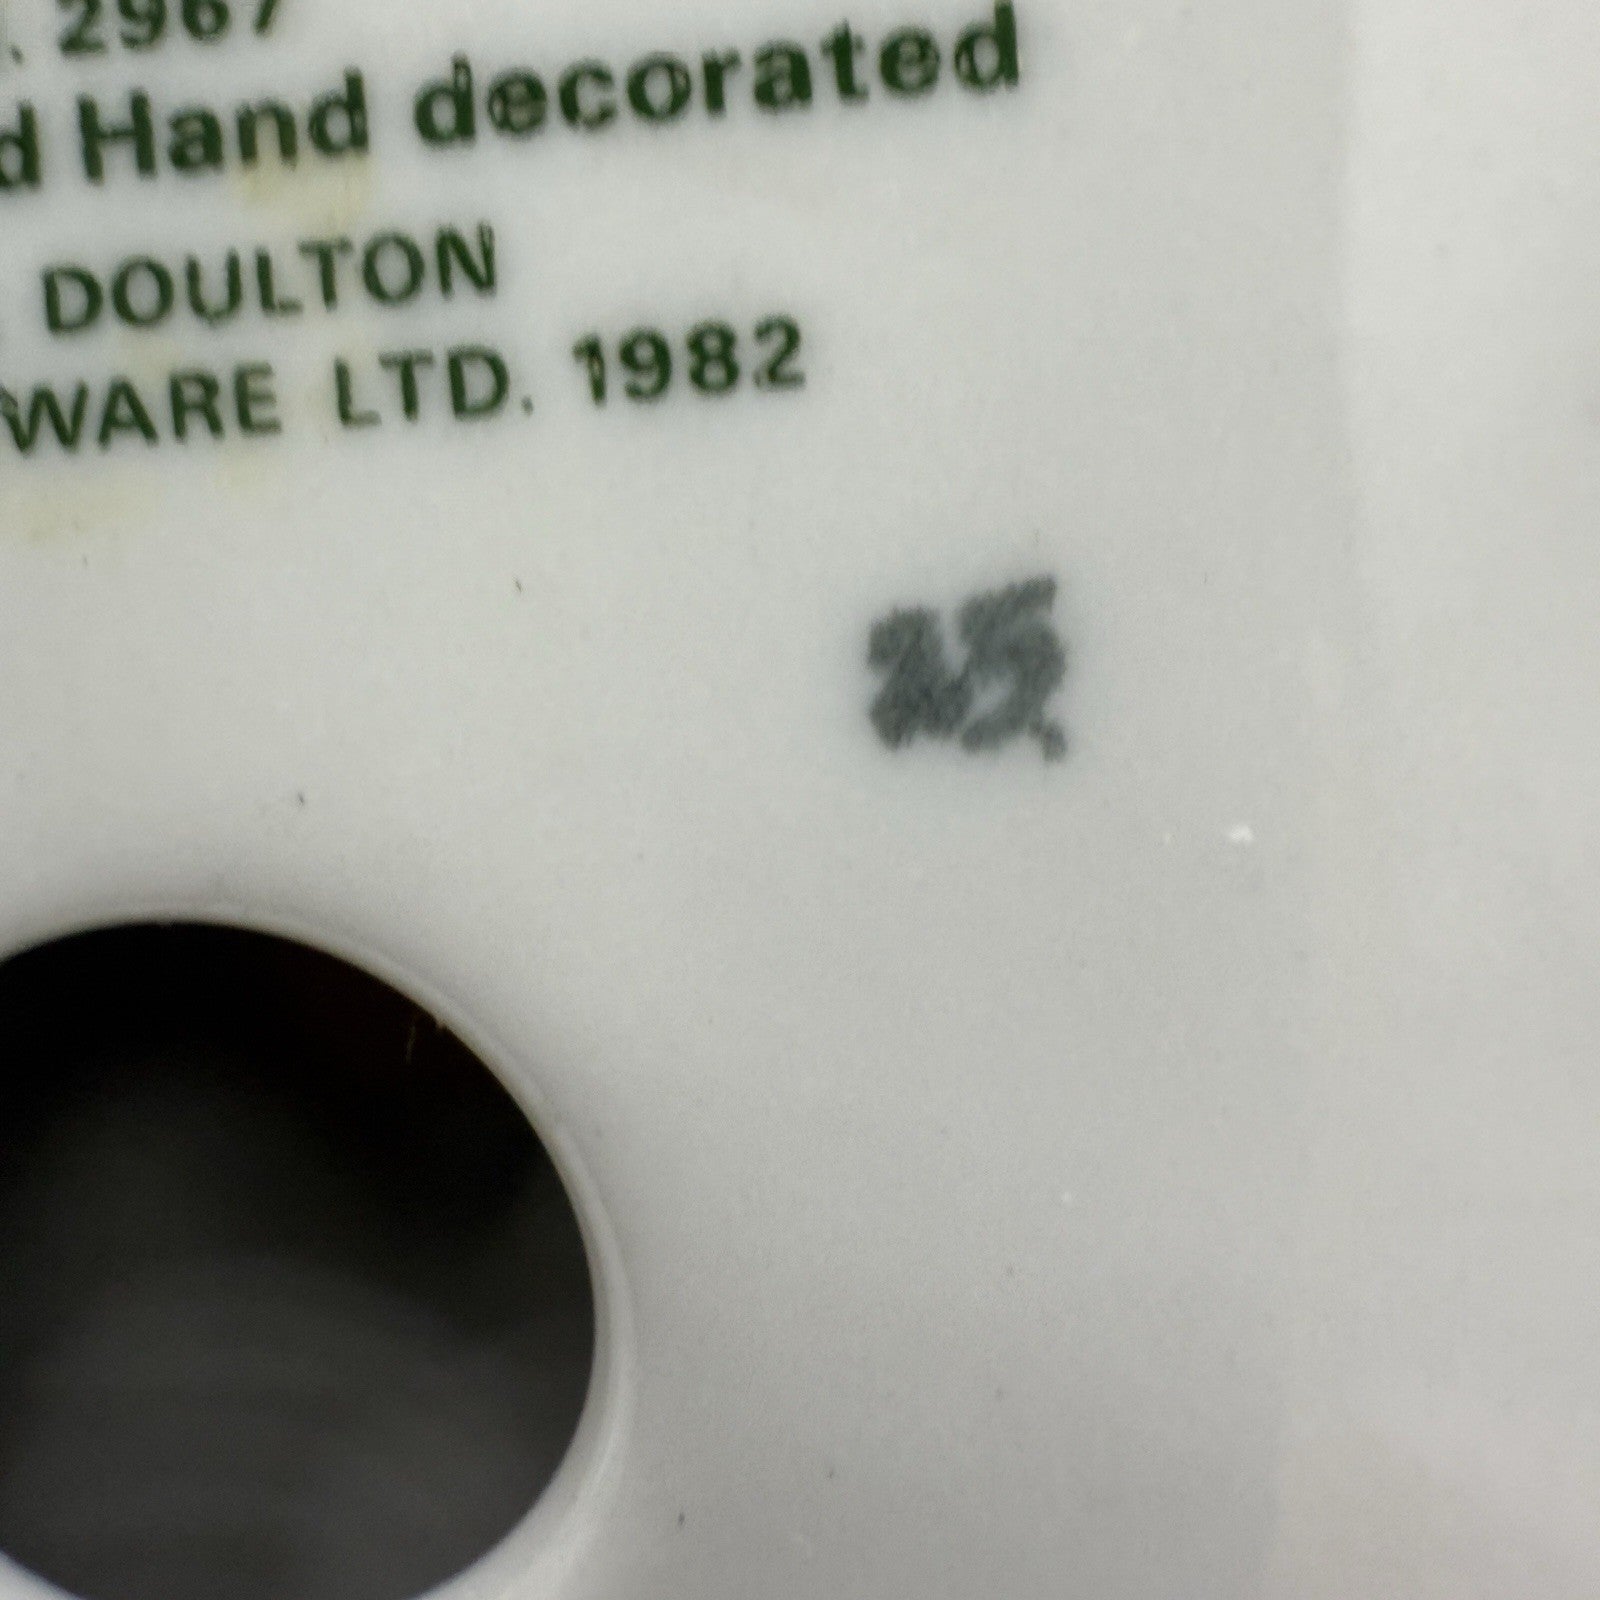 . 2967
d Hand decorated
DOULTON
WARE LTD. 1982